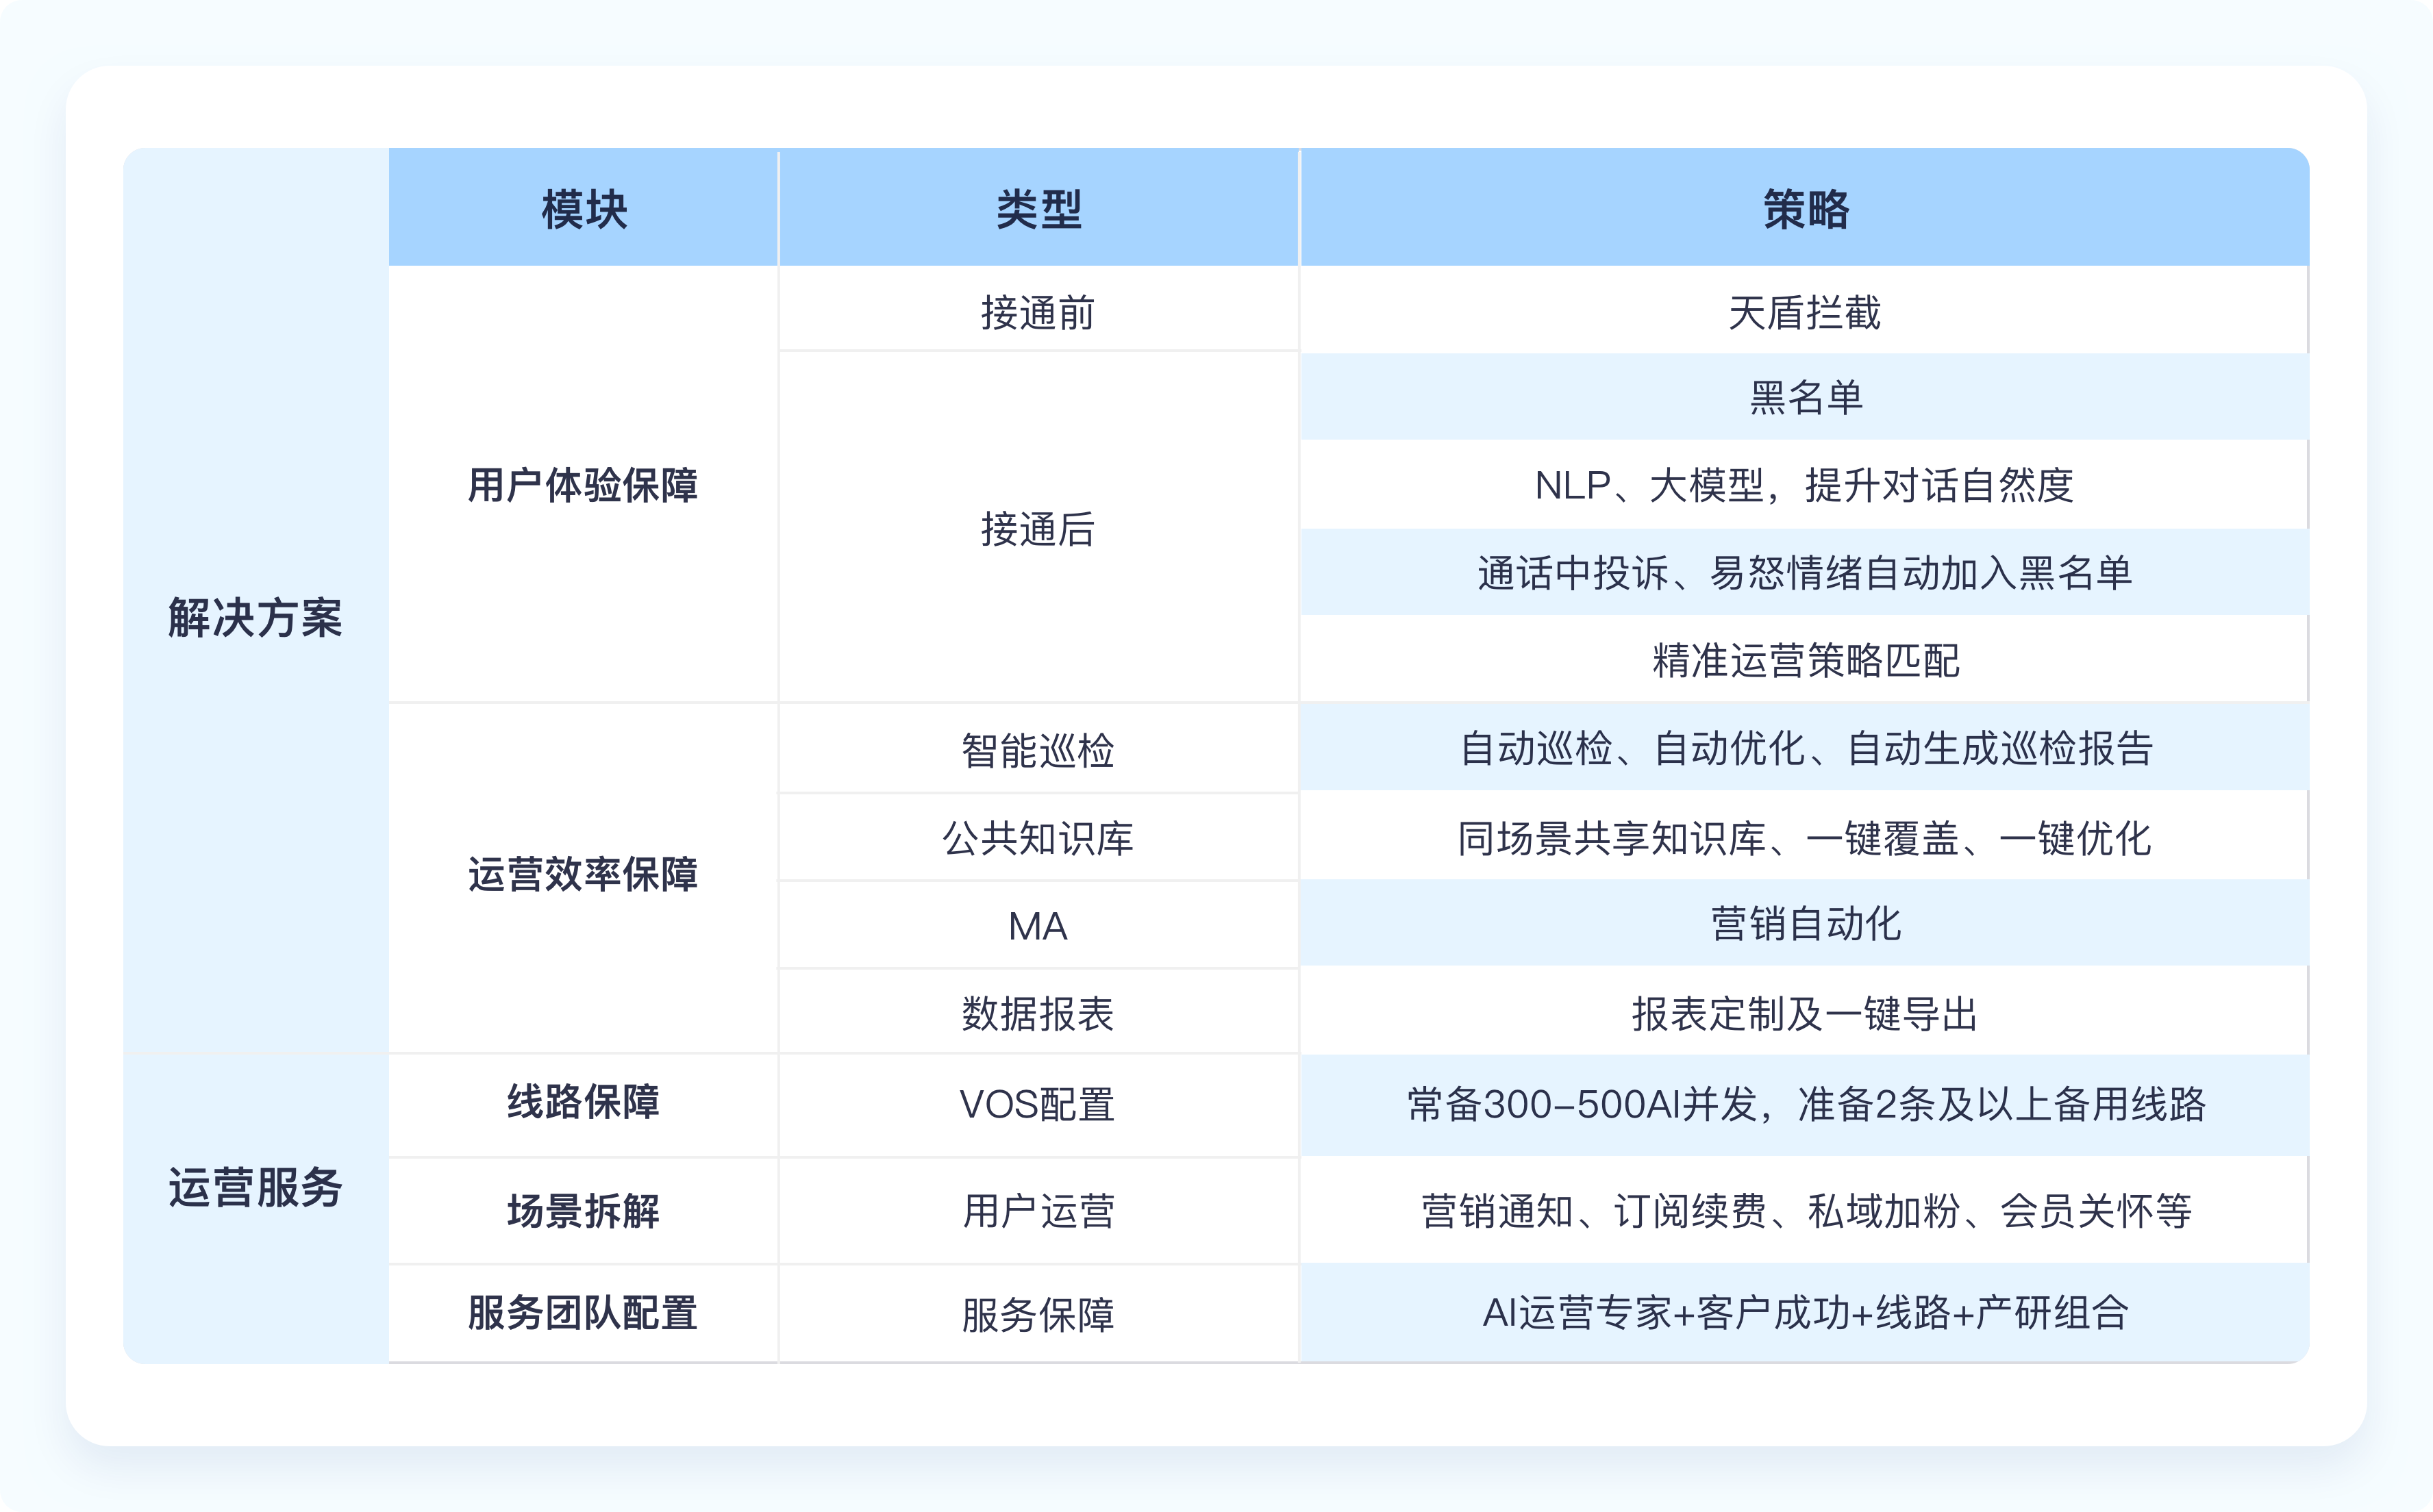 模块 类型 策略
解决方案
用户体验保障
接通前 天盾拦截
接通后
黑名单
NLP、大模型，提升对话自然度
通话中投诉、易怒情绪自动加入黑名单
精准运营策略匹配
运营效率保障
智能巡检 自动巡检、自动优化、自动生成巡检报告
公共知识库 同场景共享知识库、一键覆盖、一键优化
MA 营销自动化
数据报表 报表定制及一键导出
运营服务
线路保障 VOS配置 常备300-500AI并发，准备2条及以上备用线路
场景拆解 用户运营 营销通知、订阅续费、私域加粉、会员关怀等
服务团队配置 服务保障 AI运营专家+客户成功+线路+产研组合